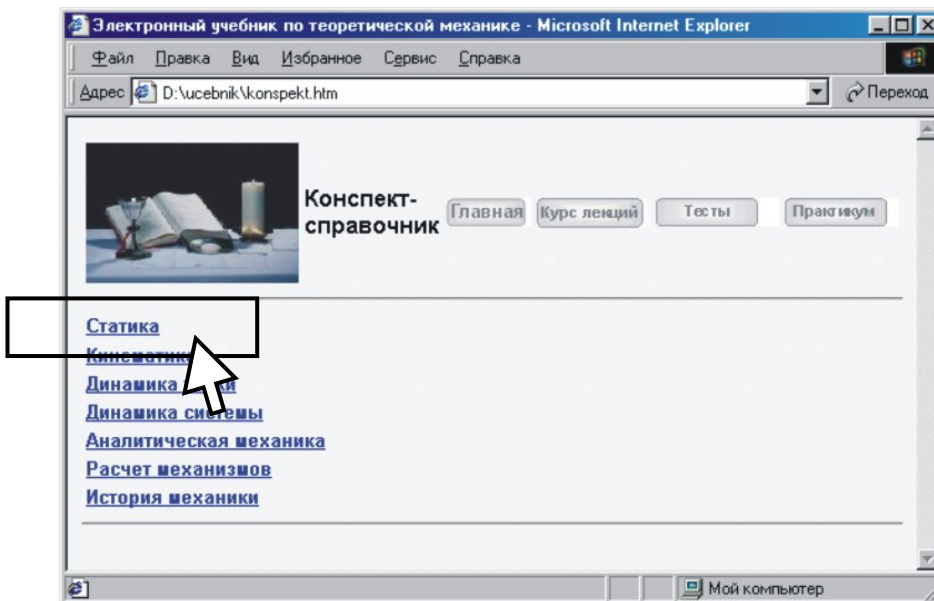 Электронный учебник по теоретической механике - Microsoft Internet Explorer
Файл Правка Вид Избранное Сервис Справка
Адрес D:\ucebnik\konspekt.htm Переход
Конспект-
справочник
Главная Курс лекций Тесты Практикум
Статика
Кинематика
Динамика
Динамика системы
Аналитическая механика
Расчет механизмов
История механики
Мой компьютер